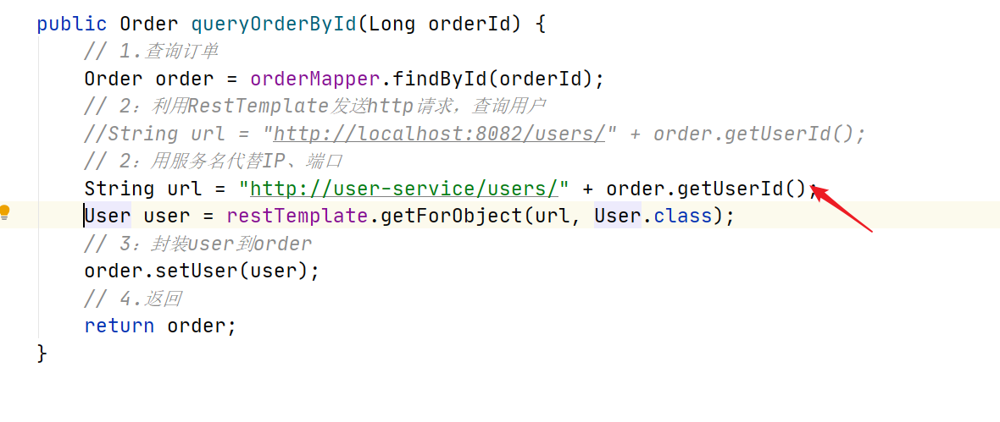 public Order queryOrderById(Long orderId) {
// 1.查询订单
Order order = orderMapper.findById(orderId);
// 2：利用RestTemplate发送http请求，查询用户
//String url = "http://localhost:8082/users/" + order.getUserId();
// 2：用服务名代替IP、端口
String url = "http://user-service/users/" + order.getUserId();
User user = restTemplate.getForObject(url, User.class);
// 3：封装user到order
order.setUser(user);
// 4.返回
return order;
}